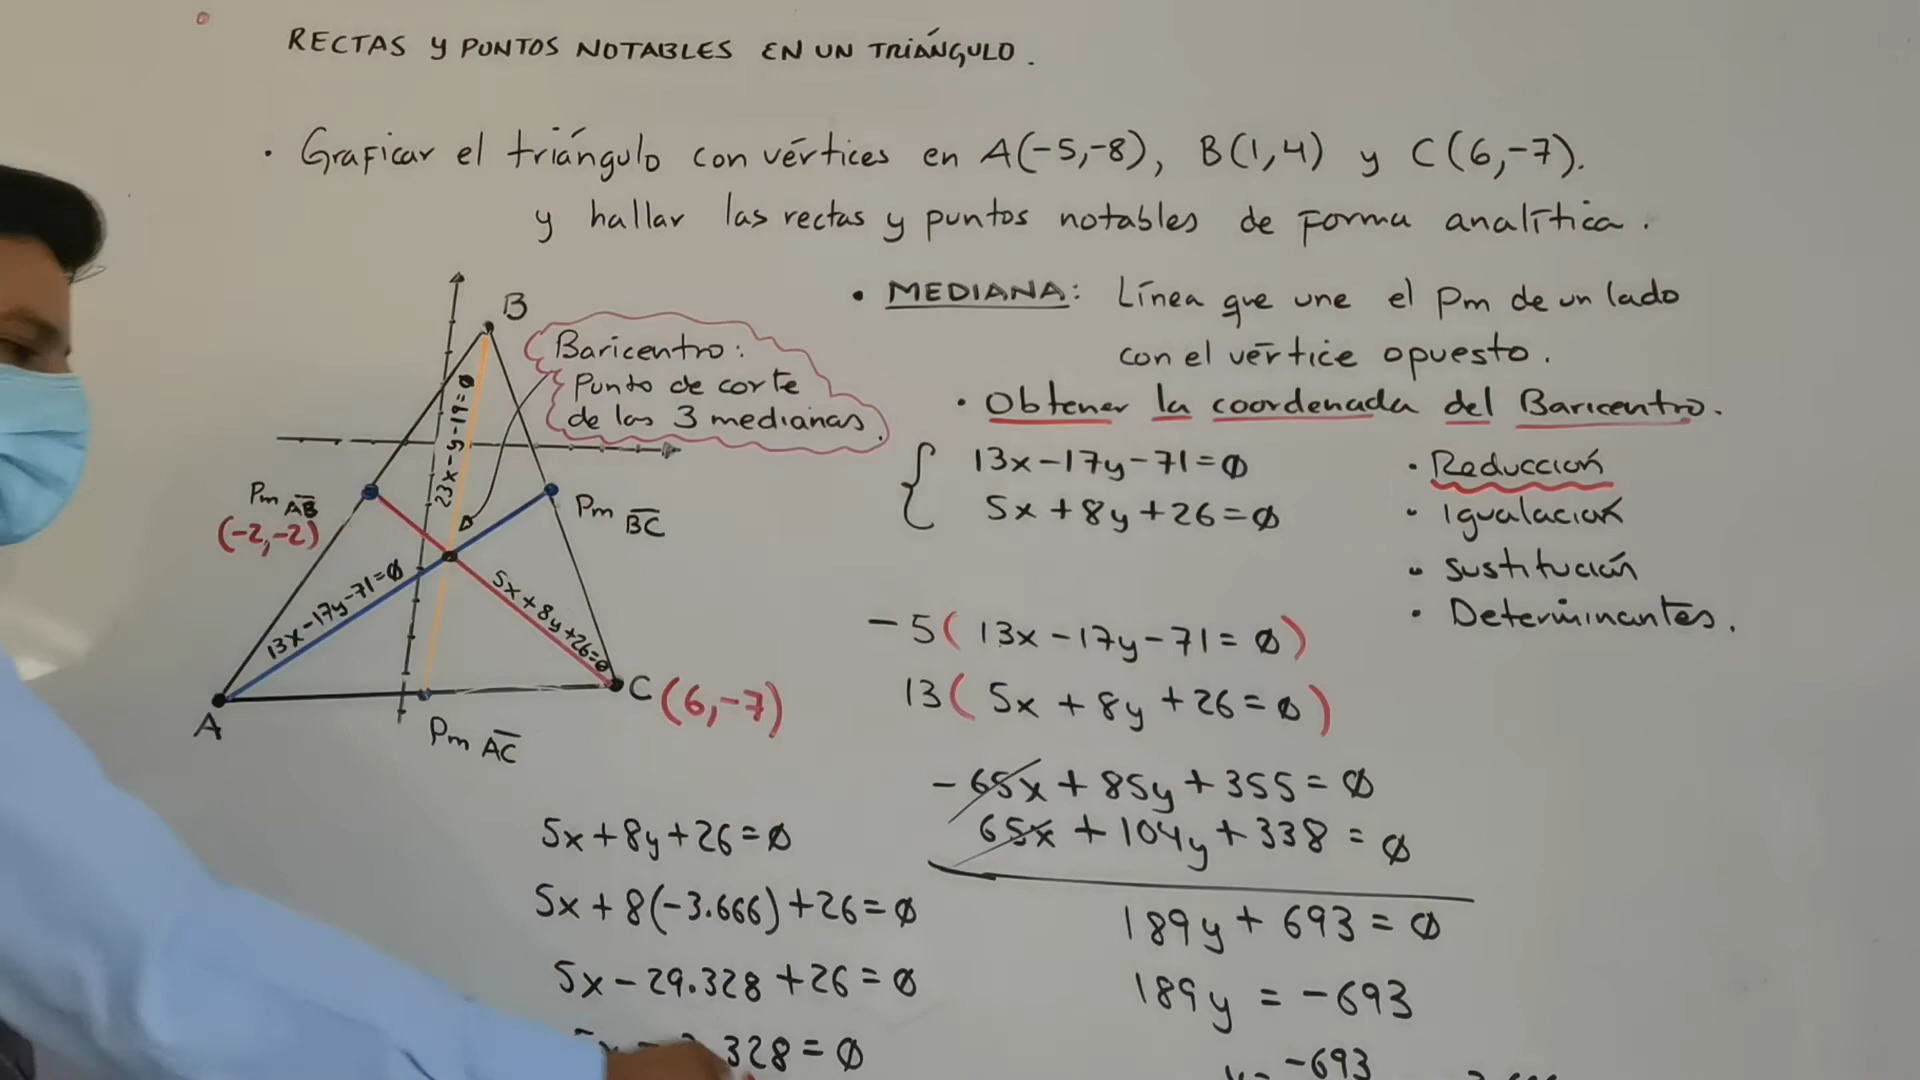 RECTAS Y PUNTOS NOTABLES EN UN TRIÁNGULO.
· Graficar el triángulo con vértices en A(-5,-8), B(1,4) y C(6,-7).
y hallar las rectas y puntos notables de forma analítica.
• MEDIANA: Línea que une el Pm de un lado
con el vértice opuesto.
• Obtener la coordenada del Baricentro.
13x-17y-71=0
5x+8y+26=0
· Reducción
· Igualación
· Sustitución
· Determinantes.
-5(13x-17y-71=0)
13(5x+8y+26=0)
-65x+85y+355=0
65x+104y+338=0
189y+693=0
189y=-693
-693
B
Baricentro:
Punto de corte
de las 3 medianas.
23x-y-19=0
Pm AB
(-2,-2)
Pm BC
13x-17y-71=0
5x+8y+26=0
A
C(6,-7)
Pm AC
5x+8y+26=0
5x+8(-3.666)+26=0
5x-29.328+26=0
328=0